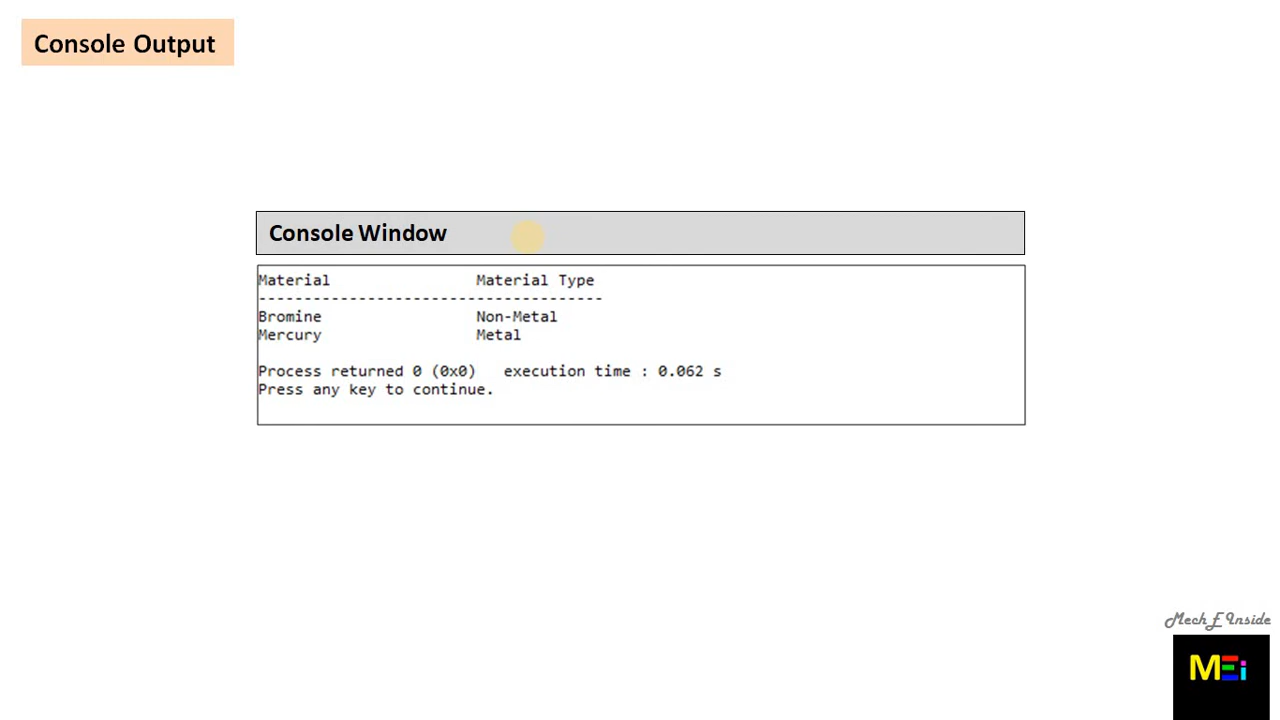 Console Output
Console Window
Material Material Type
--------------------------------------
Bromine Non-Metal
Mercury Metal
Process returned 0 (0x0) execution time : 0.062 s
Press any key to continue.
Mech E Inside
MEi